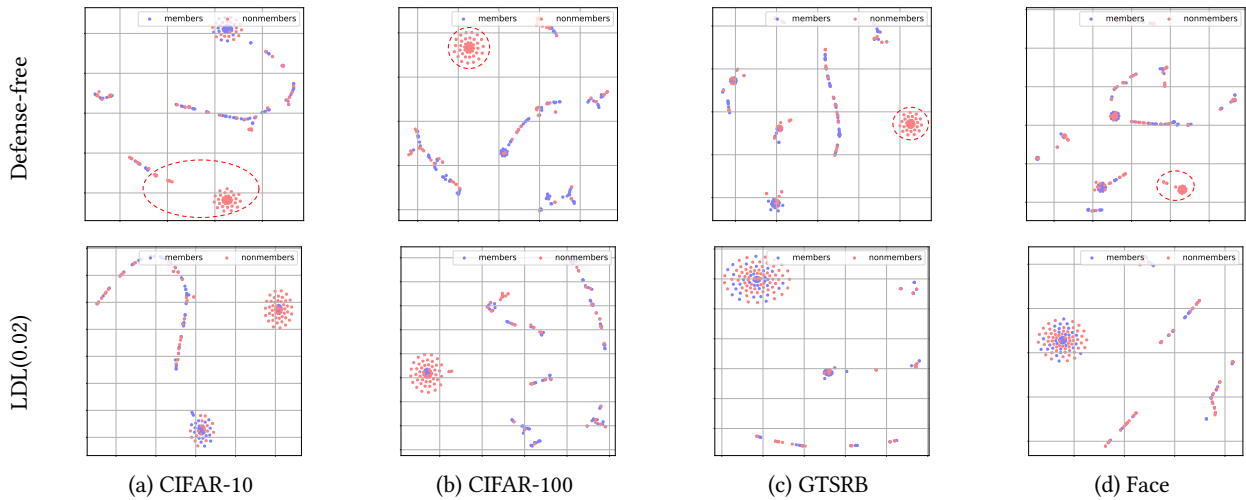 Defense-free
members nonmembers
members nonmembers
members nonmembers
members nonmembers
LDL(0.02)
members nonmembers
members nonmembers
members nonmembers
members nonmembers
(a) CIFAR-10
(b) CIFAR-100
(c) GTSRB
(d) Face